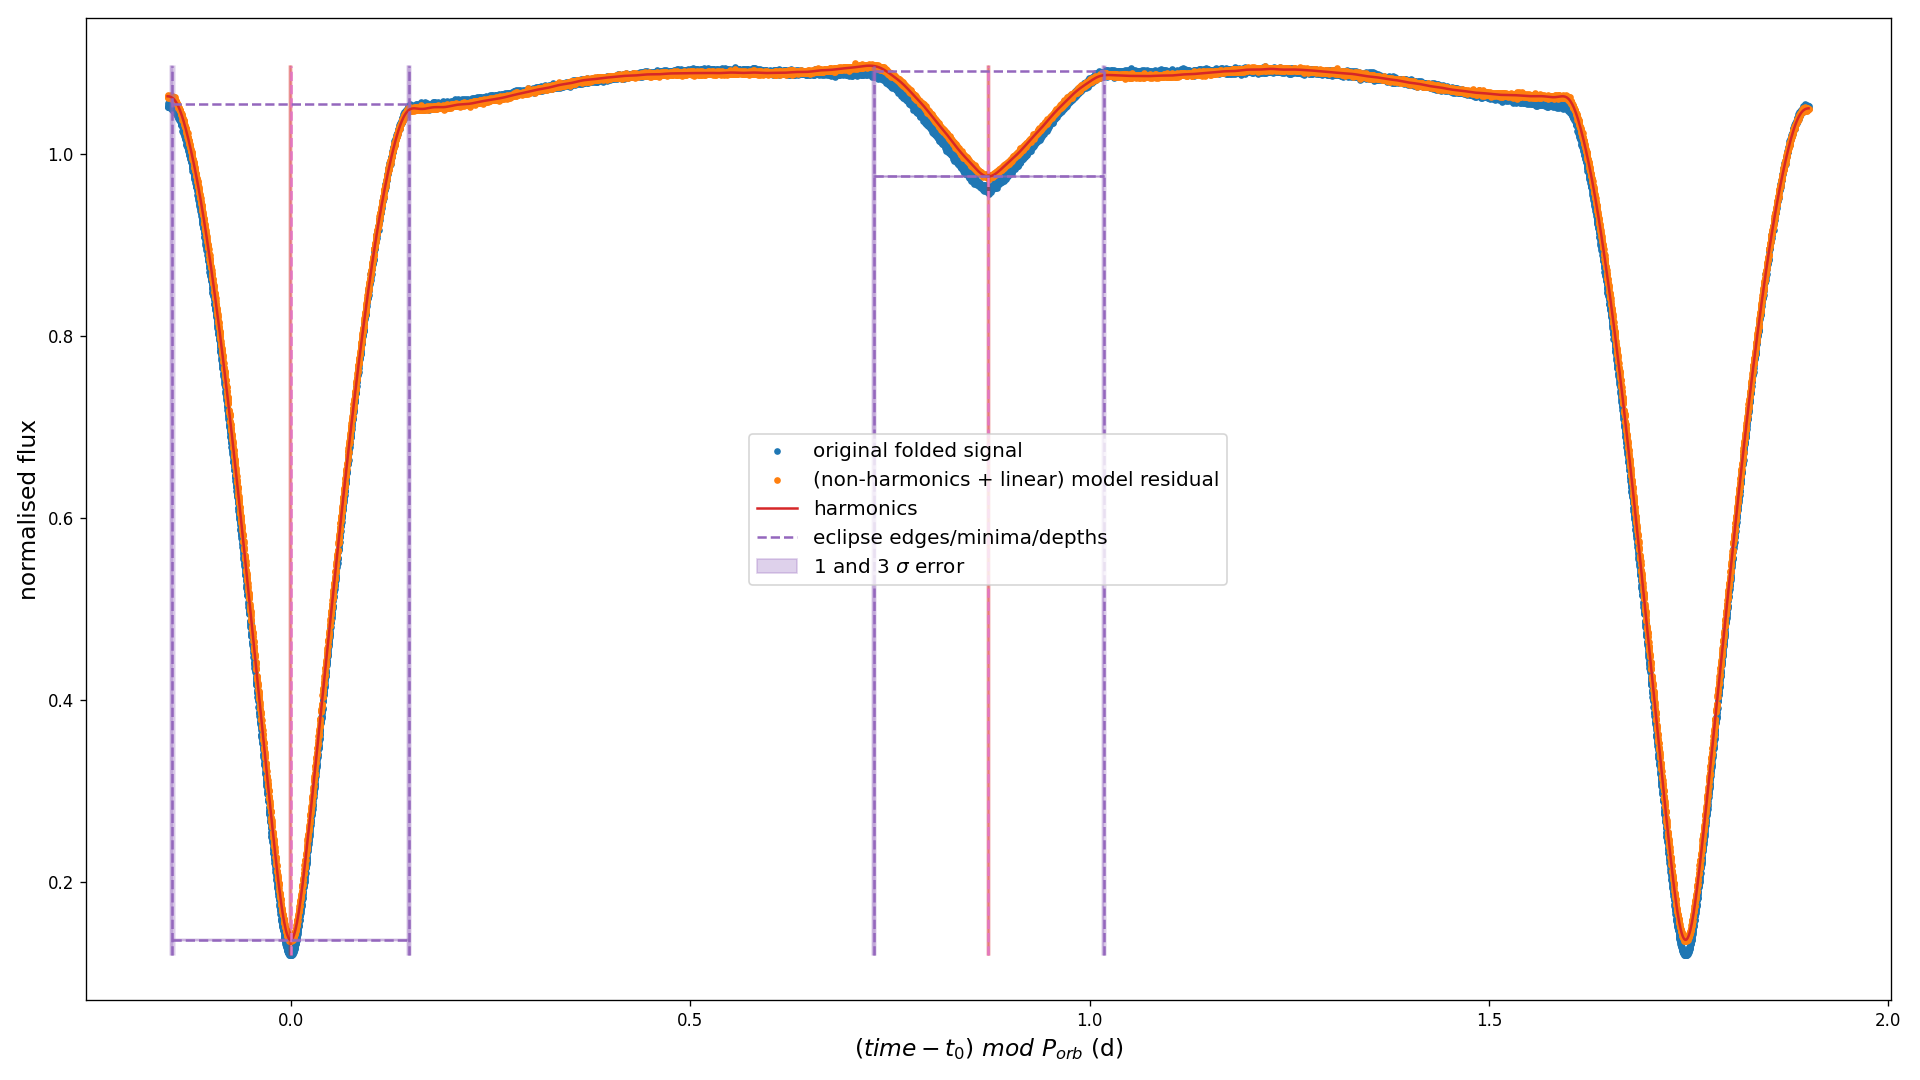 normalised flux
1.0
0.8
0.6
0.4
0.2
original folded signal
(non-harmonics + linear) model residual
harmonics
eclipse edges/minima/depths
1 and 3 σ error
0.0 0.5 1.0 1.5 2.0
(time − t₀) mod Pₒᵣb (d)